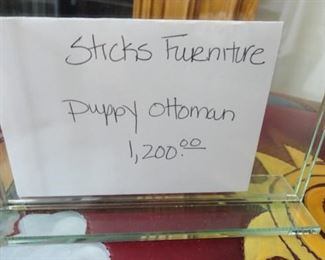 Sticks Furniture
puppy ottoman
1,200.00